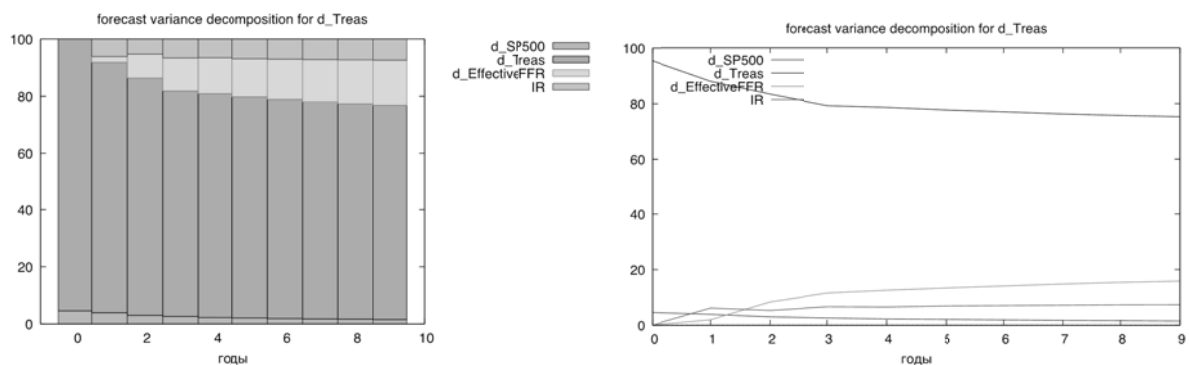 forecast variance decomposition for d_Treas
100
80
60
40
20
0
0 2 4 6 8 10
годы
d_SP500
d_Treas
d_EffectiveFFR
IR
forecast variance decomposition for d_Treas
100
80
60
40
20
0
d_SP500
d_Treas
d_EffectiveFFR
IR
0 1 2 3 4 5 6 7 8 9
годы